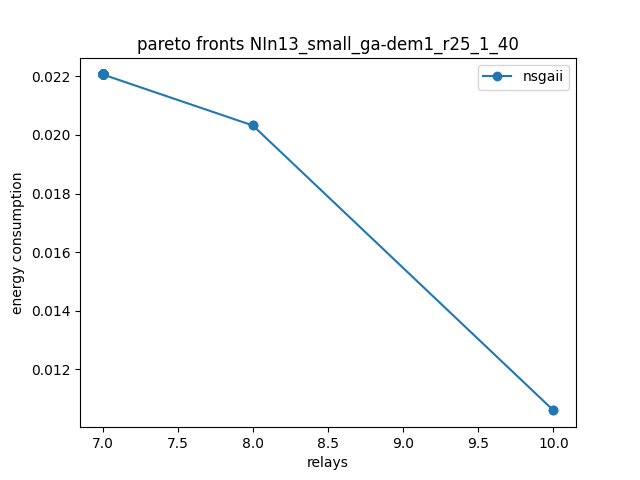 pareto fronts NIn13_small_ga-dem1_r25_1_40
nsgaii
0.022
0.020
0.018
0.016
0.014
0.012
energy consumption
7.0 7.5 8.0 8.5 9.0 9.5 10.0
relays